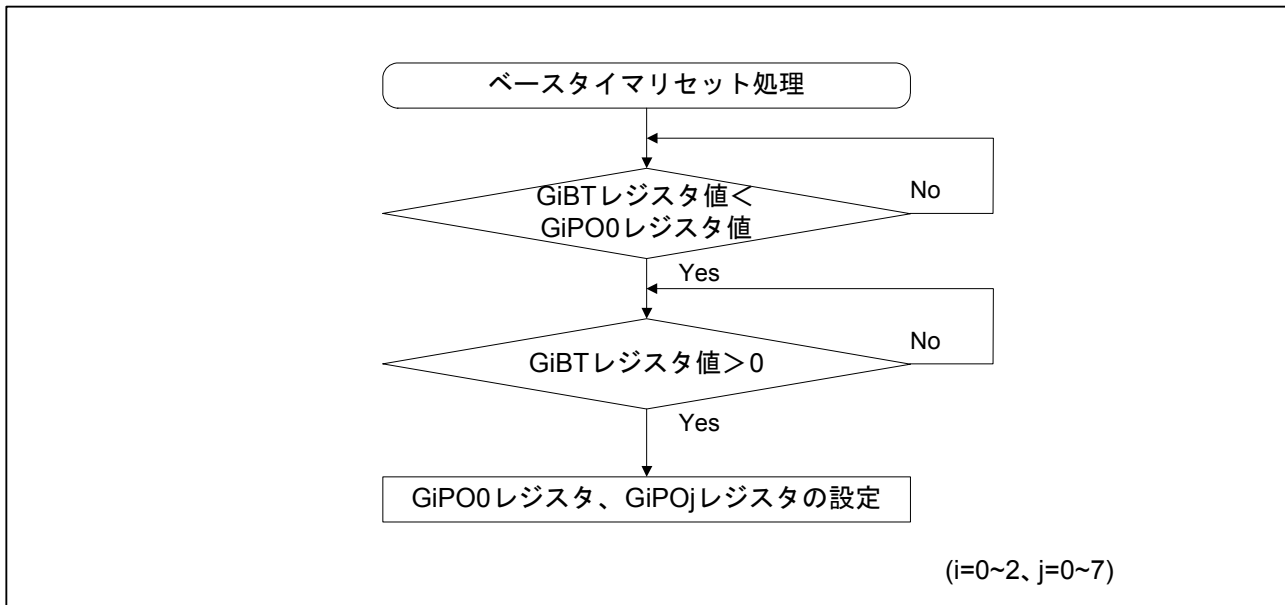 ベースタイマリセット処理
GiBTレジスタ値＜
GiPO0レジスタ値
No
Yes
GiBTレジスタ値＞0
No
Yes
GiPO0レジスタ、GiPOjレジスタの設定
(i=0~2、j=0~7)